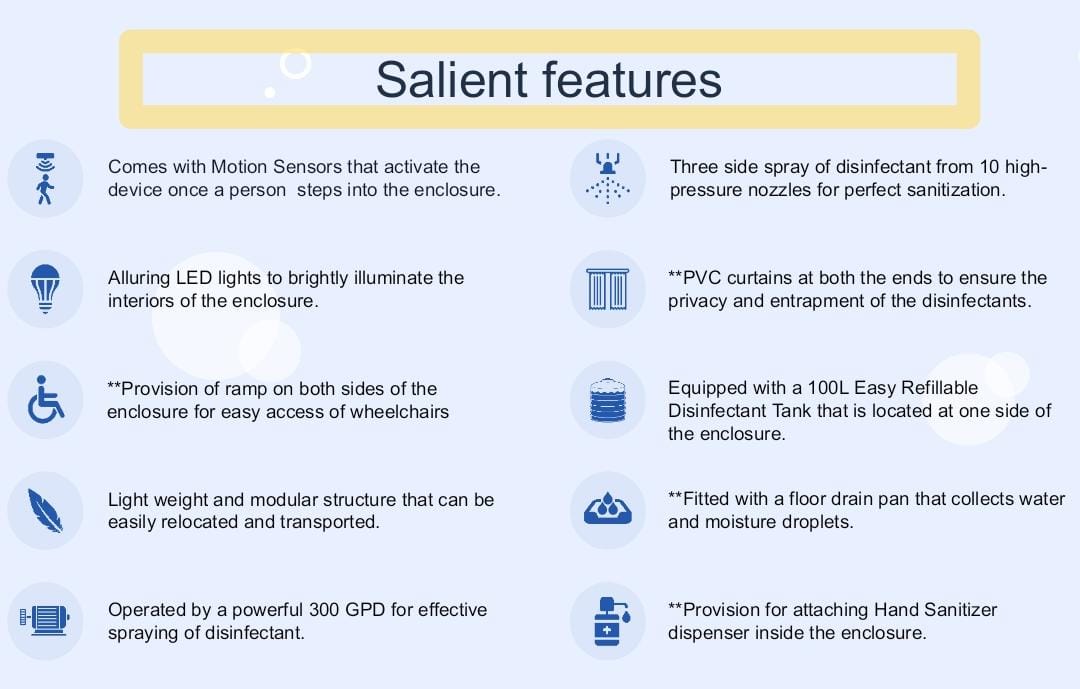 Salient features
Comes with Motion Sensors that activate the
device once a person  steps into the enclosure.
Alluring LED lights to brightly illuminate the
interiors of the enclosure.
**Provision of ramp on both sides of the
enclosure for easy access of wheelchairs
Light weight and modular structure that can be
easily relocated and transported.
Operated by a powerful 300 GPD for effective
spraying of disinfectant.
Three side spray of disinfectant from 10 high-
pressure nozzles for perfect sanitization.
**PVC curtains at both the ends to ensure the
privacy and entrapment of the disinfectants.
Equipped with a 100L Easy Refillable
Disinfectant Tank that is located at one side of
the enclosure.
**Fitted with a floor drain pan that collects water
and moisture droplets.
**Provision for attaching Hand Sanitizer
dispenser inside the enclosure.